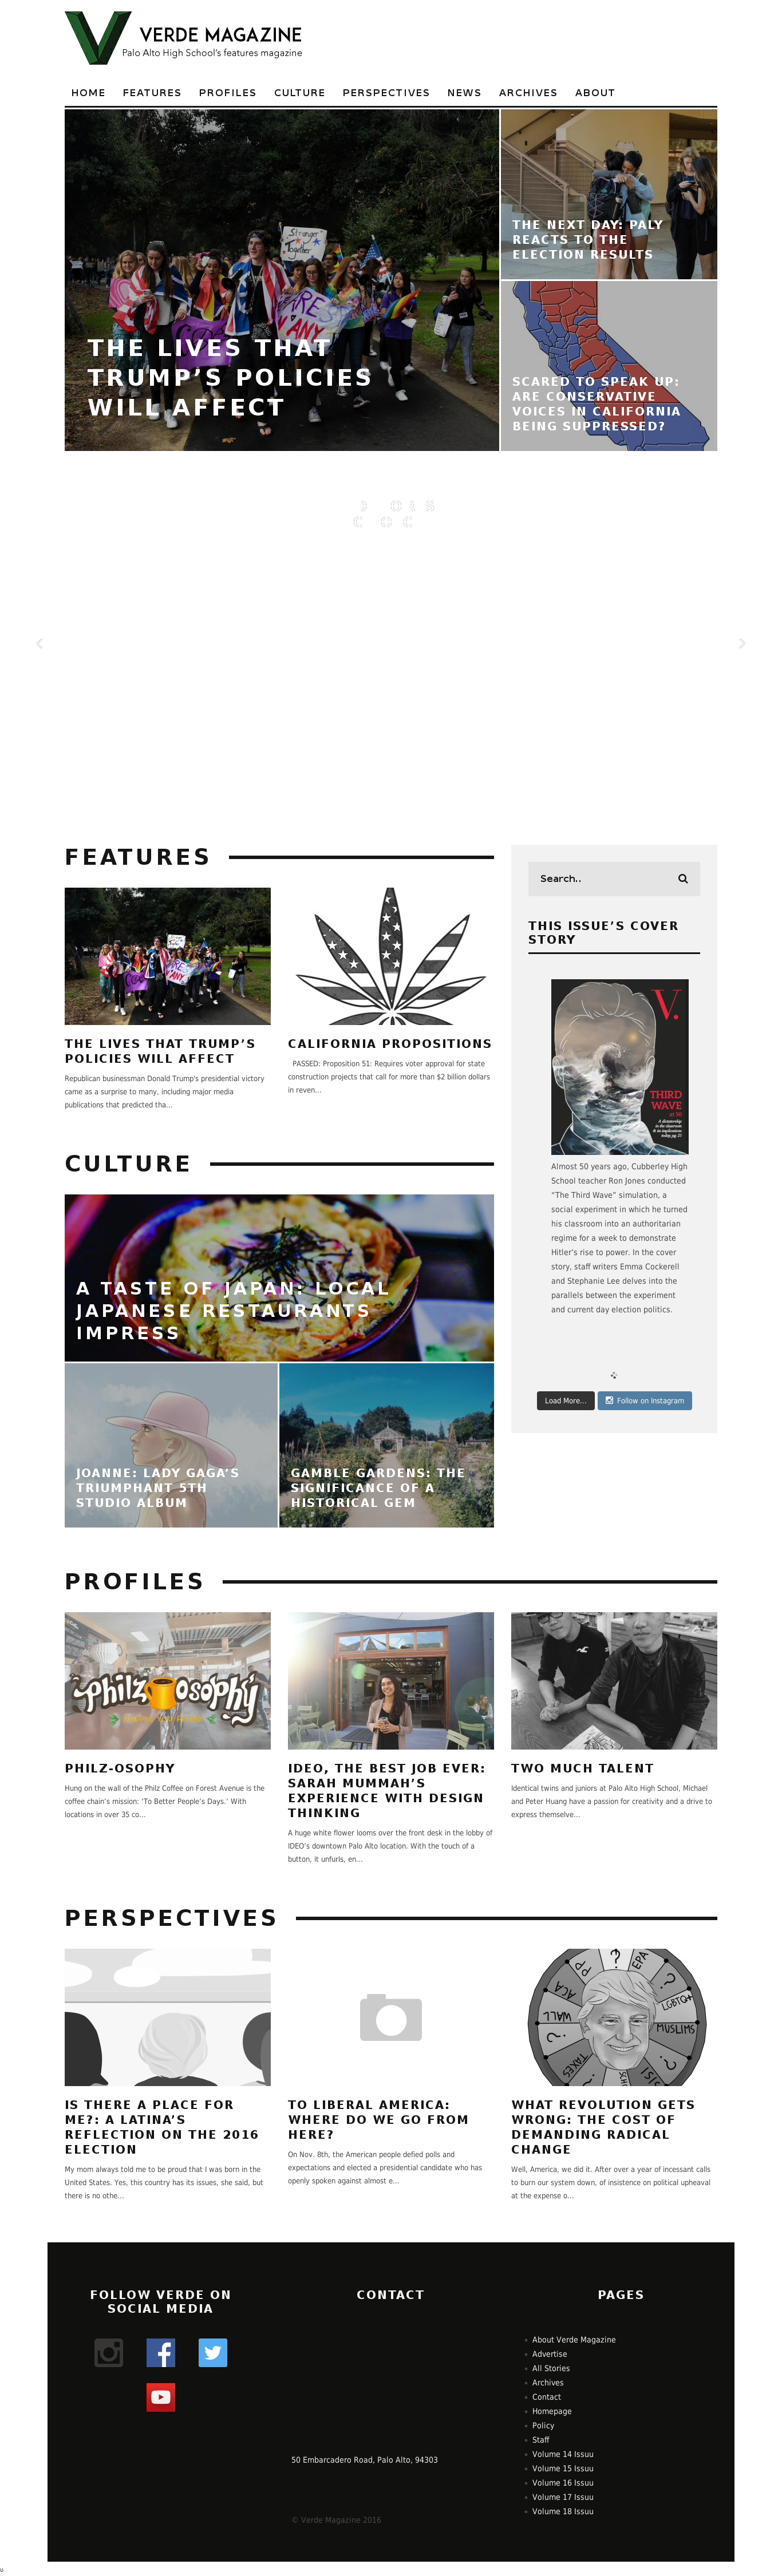 VERDE MAGAZINE
Palo Alto High School's features magazine
HOME FEATURES PROFILES CULTURE PERSPECTIVES NEWS ARCHIVES ABOUT
Stronger
Together
THE LIVES THAT
TRUMP'S POLICIES
WILL AFFECT
THE NEXT DAY: PALY
REACTS TO THE
ELECTION RESULTS
SCARED TO SPEAK UP:
ARE CONSERVATIVE
VOICES IN CALIFORNIA
BEING SUPPRESSED?
FEATURES
THE LIVES THAT TRUMP'S
POLICIES WILL AFFECT
Republican businessman Donald Trump's presidential victory
came as a surprise to many, including major media
publications that predicted tha...
CALIFORNIA PROPOSITIONS
PASSED: Proposition 51: Requires voter approval for state
construction projects that call for more than $2 billion dollars
in reven...
Search..
THIS ISSUE'S COVER
STORY
V.
THIRD
WAVE
at 50
Almost 50 years ago, Cubberley High
School teacher Ron Jones conducted
"The Third Wave" simulation, a
social experiment in which he turned
his classroom into an authoritarian
regime for a week to demonstrate
Hitler's rise to power. In the cover
story, staff writers Emma Cockerell
and Stephanie Lee delves into the
parallels between the experiment
and current day election politics.
Load More... Follow on Instagram
CULTURE
A TASTE OF JAPAN: LOCAL
JAPANESE RESTAURANTS
IMPRESS
JOANNE: LADY GAGA'S
TRIUMPHANT 5TH
STUDIO ALBUM
GAMBLE GARDENS: THE
SIGNIFICANCE OF A
HISTORICAL GEM
PROFILES
Philz osophy
PHILZ-OSOPHY
Hung on the wall of the Philz Coffee on Forest Avenue is the
coffee chain's mission: 'To Better People's Days.' With
locations in over 35 co...
IDEO, THE BEST JOB EVER:
SARAH MUMMAH'S
EXPERIENCE WITH DESIGN
THINKING
A huge white flower looms over the front desk in the lobby of
IDEO's downtown Palo Alto location. With the touch of a
button, it unfurls, en...
TWO MUCH TALENT
Identical twins and juniors at Palo Alto High School, Michael
and Peter Huang have a passion for creativity and a drive to
express themselve...
PERSPECTIVES
IS THERE A PLACE FOR
ME?: A LATINA'S
REFLECTION ON THE 2016
ELECTION
My mom always told me to be proud that I was born in the
United States. Yes, this country has its issues, she said, but
there is no othe...
TO LIBERAL AMERICA:
WHERE DO WE GO FROM
HERE?
On Nov. 8th, the American people defied polls and
expectations and elected a presidential candidate who has
openly spoken against almost e...
?
EPA
LGBTQ+
MUSLIMS
ISIS
TAXES
?
WALL
ACA
PP
WHAT REVOLUTION GETS
WRONG: THE COST OF
DEMANDING RADICAL
CHANGE
Well, America, we did it. After over a year of incessant calls
to burn our system down, of insistence on political upheaval
at the expense o...
FOLLOW VERDE ON
SOCIAL MEDIA
CONTACT
50 Embarcadero Road, Palo Alto, 94303
© Verde Magazine 2016
PAGES
About Verde Magazine
Advertise
All Stories
Archives
Contact
Homepage
Policy
Staff
Volume 14 Issuu
Volume 15 Issuu
Volume 16 Issuu
Volume 17 Issuu
Volume 18 Issuu